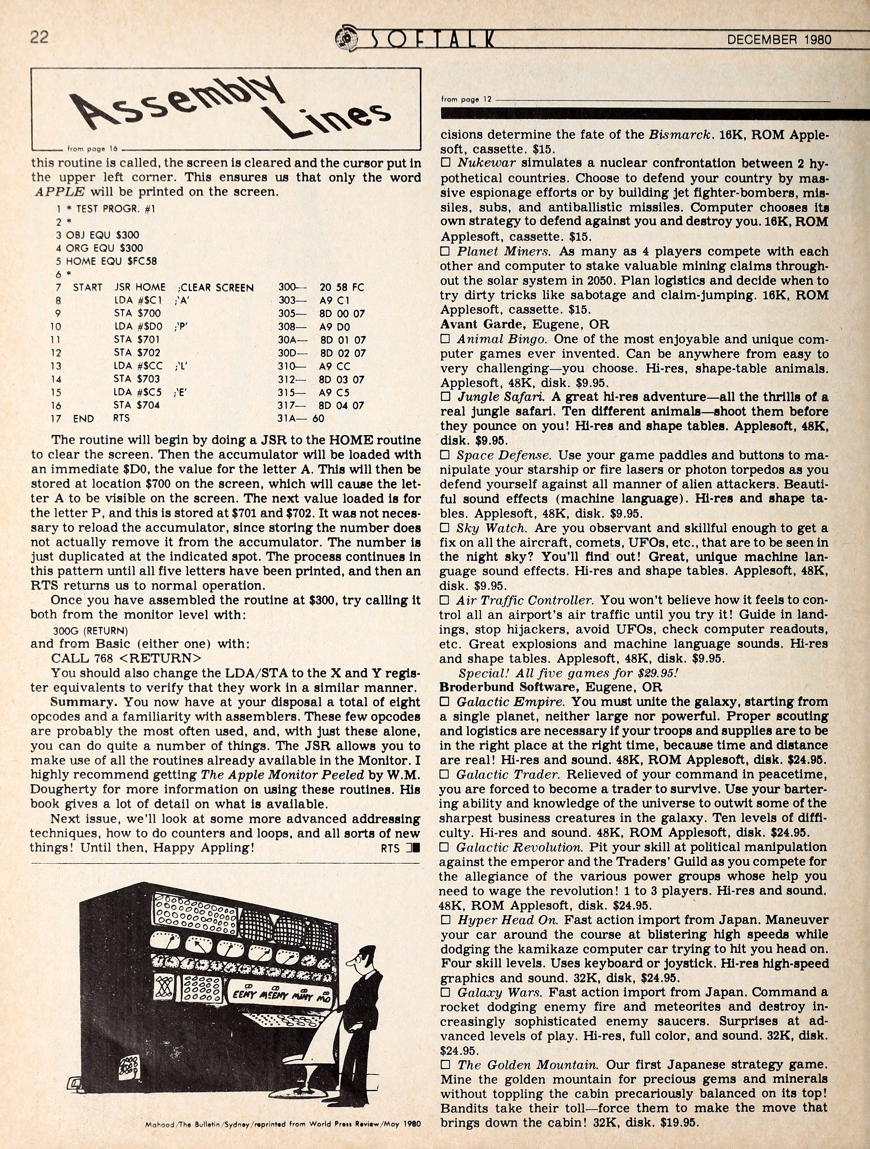 22
SOFTALK
DECEMBER 1980
Assembly
Lines
from page 16
this routine is called, the screen is cleared and the cursor put in
the upper left corner. This ensures us that only the word
APPLE will be printed on the screen.
1 * TEST PROGR. #1
2 *
3 OBJ EQU $300
4 ORG EQU $300
5 HOME EQU $FC58
6 *
7 START JSR HOME ;CLEAR SCREEN 300— 20 58 FC
8 LDA #$C1 ;'A' 303— A9 C1
9 STA $700 305— 8D 00 07
10 LDA #$D0 ;'P' 308— A9 D0
11 STA $701 30A— 8D 01 07
12 STA $702 30D— 8D 02 07
13 LDA #$CC ;'L' 310— A9 CC
14 STA $703 312— 8D 03 07
15 LDA #$C5 ;'E' 315— A9 C5
16 STA $704 317— 8D 04 07
17 END RTS 31A— 60
The routine will begin by doing a JSR to the HOME routine
to clear the screen. Then the accumulator will be loaded with
an immediate $D0, the value for the letter A. This will then be
stored at location $700 on the screen, which will cause the let-
ter A to be visible on the screen. The next value loaded is for
the letter P, and this is stored at $701 and $702. It was not neces-
sary to reload the accumulator, since storing the number does
not actually remove it from the accumulator. The number is
just duplicated at the indicated spot. The process continues in
this pattern until all five letters have been printed, and then an
RTS returns us to normal operation.
Once you have assembled the routine at $300, try calling it
both from the monitor level with:
300G (RETURN)
and from Basic (either one) with:
CALL 768 <RETURN>
You should also change the LDA/STA to the X and Y regis-
ter equivalents to verify that they work in a similar manner.
Summary. You now have at your disposal a total of eight
opcodes and a familiarity with assemblers. These few opcodes
are probably the most often used, and, with just these alone,
you can do quite a number of things. The JSR allows you to
make use of all the routines already available in the Monitor. I
highly recommend getting The Apple Monitor Peeled by W.M.
Dougherty for more information on using these routines. His
book gives a lot of detail on what is available.
Next issue, we'll look at some more advanced addressing
techniques, how to do counters and loops, and all sorts of new
things! Until then, Happy Appling! RTS
EENY MEENY MINY MO
Mahood/The Bulletin/Sydney/reprinted from World Press Review/May 1980
from page 12
cisions determine the fate of the Bismarck. 16K, ROM Apple-
soft, cassette. $15.
☐ Nukewar simulates a nuclear confrontation between 2 hy-
pothetical countries. Choose to defend your country by mas-
sive espionage efforts or by building jet fighter-bombers, mis-
siles, subs, and antiballistic missiles. Computer chooses its
own strategy to defend against you and destroy you. 16K, ROM
Applesoft, cassette. $15.
☐ Planet Miners. As many as 4 players compete with each
other and computer to stake valuable mining claims through-
out the solar system in 2050. Plan logistics and decide when to
try dirty tricks like sabotage and claim-jumping. 16K, ROM
Applesoft, cassette. $15.
Avant Garde, Eugene, OR
☐ Animal Bingo. One of the most enjoyable and unique com-
puter games ever invented. Can be anywhere from easy to
very challenging—you choose. Hi-res, shape-table animals.
Applesoft, 48K, disk. $9.95.
☐ Jungle Safari. A great hi-res adventure—all the thrills of a
real jungle safari. Ten different animals—shoot them before
they pounce on you! Hi-res and shape tables. Applesoft, 48K,
disk. $9.95.
☐ Space Defense. Use your game paddles and buttons to ma-
nipulate your starship or fire lasers or photon torpedos as you
defend yourself against all manner of alien attackers. Beauti-
ful sound effects (machine language). Hi-res and shape ta-
bles. Applesoft, 48K, disk. $9.95.
☐ Sky Watch. Are you observant and skillful enough to get a
fix on all the aircraft, comets, UFOs, etc., that are to be seen in
the night sky? You'll find out! Great, unique machine lan-
guage sound effects. Hi-res and shape tables. Applesoft, 48K,
disk. $9.95.
☐ Air Traffic Controller. You won't believe how it feels to con-
trol all an airport's air traffic until you try it! Guide in land-
ings, stop hijackers, avoid UFOs, check computer readouts,
etc. Great explosions and machine language sounds. Hi-res
and shape tables. Applesoft, 48K, disk. $9.95.
Special! All five games for $29.95!
Broderbund Software, Eugene, OR
☐ Galactic Empire. You must unite the galaxy, starting from
a single planet, neither large nor powerful. Proper scouting
and logistics are necessary if your troops and supplies are to be
in the right place at the right time, because time and distance
are real! Hi-res and sound. 48K, ROM Applesoft, disk. $24.95.
☐ Galactic Trader. Relieved of your command in peacetime,
you are forced to become a trader to survive. Use your barter-
ing ability and knowledge of the universe to outwit some of the
sharpest business creatures in the galaxy. Ten levels of diffi-
culty. Hi-res and sound. 48K, ROM Applesoft, disk. $24.95.
☐ Galactic Revolution. Pit your skill at political manipulation
against the emperor and the Traders' Guild as you compete for
the allegiance of the various power groups whose help you
need to wage the revolution! 1 to 3 players. Hi-res and sound.
48K, ROM Applesoft, disk. $24.95.
☐ Hyper Head On. Fast action import from Japan. Maneuver
your car around the course at blistering high speeds while
dodging the kamikaze computer car trying to hit you head on.
Four skill levels. Uses keyboard or joystick. Hi-res high-speed
graphics and sound. 32K, disk, $24.95.
☐ Galaxy Wars. Fast action import from Japan. Command a
rocket dodging enemy fire and meteorites and destroy in-
creasingly sophisticated enemy saucers. Surprises at ad-
vanced levels of play. Hi-res, full color, and sound. 32K, disk.
$24.95.
☐ The Golden Mountain. Our first Japanese strategy game.
Mine the golden mountain for precious gems and minerals
without toppling the cabin precariously balanced on its top!
Bandits take their toll—force them to make the move that
brings down the cabin! 32K, disk. $19.95.